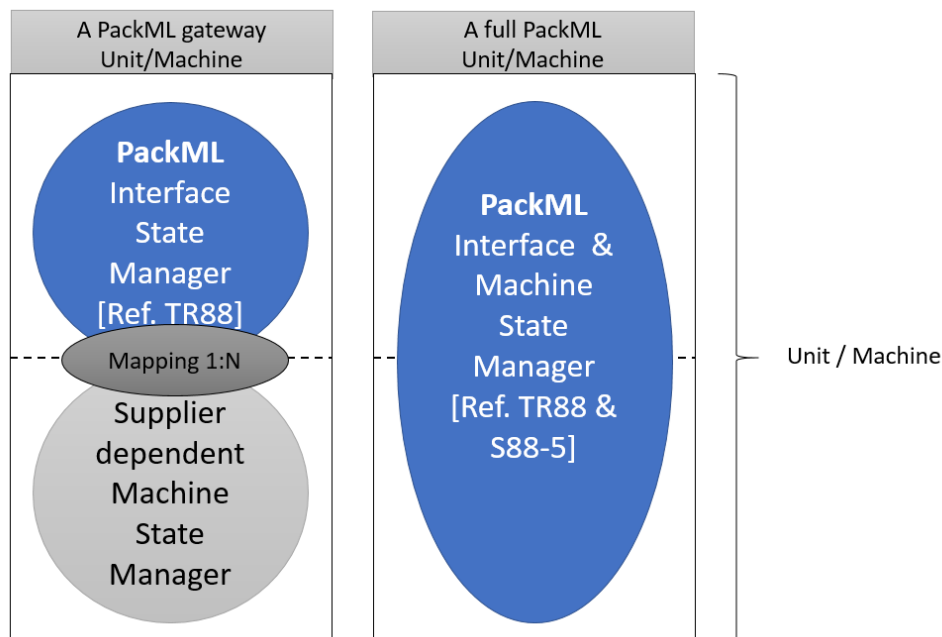 A PackML gateway
Unit/Machine
PackML
Interface
State
Manager
[Ref. TR88]
Mapping 1:N
Supplier
dependent
Machine
State
Manager
A full PackML
Unit/Machine
PackML
Interface &
Machine
State
Manager
[Ref. TR88 &
S88-5]
Unit / Machine